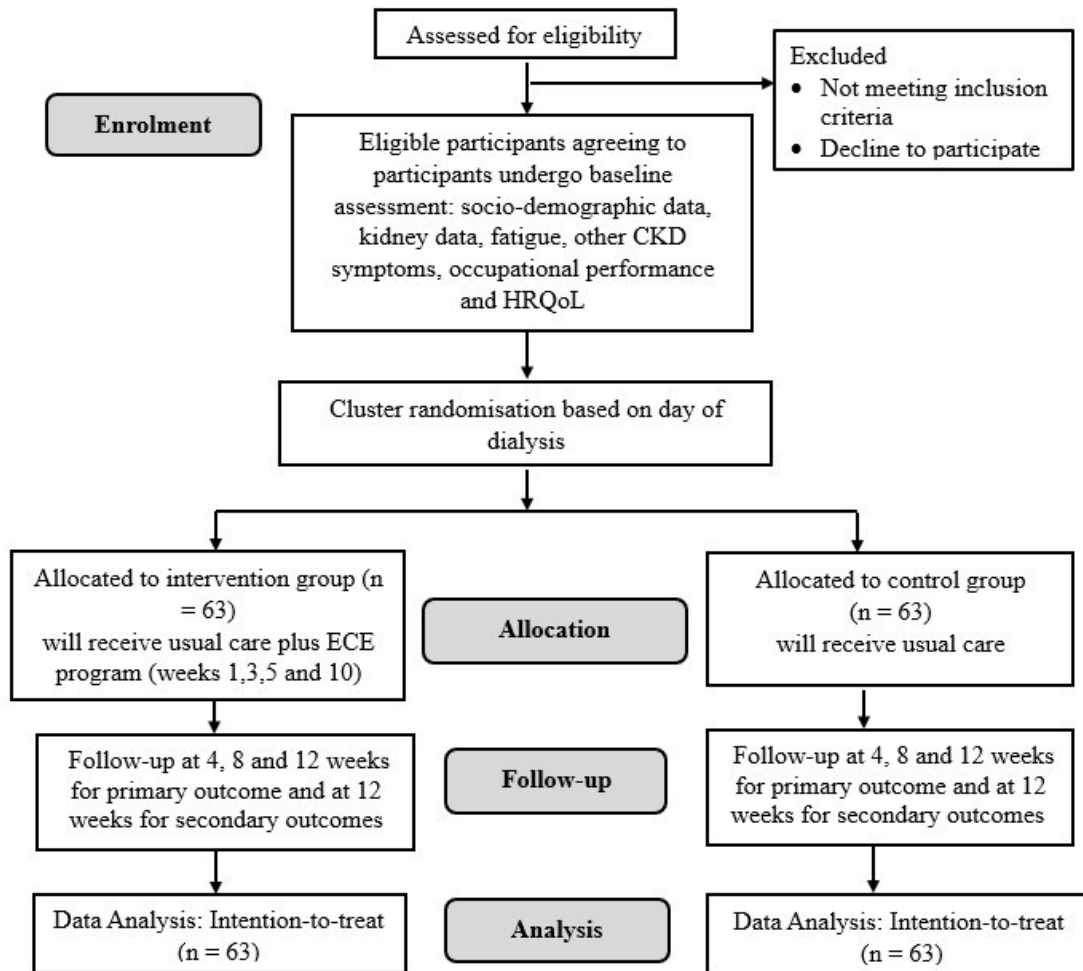 Assessed for eligibility
Excluded
• Not meeting inclusion
criteria
• Decline to participate
Enrolment
Eligible participants agreeing to
participants undergo baseline
assessment: socio-demographic data,
kidney data, fatigue, other CKD
symptoms, occupational performance
and HRQoL
Cluster randomisation based on day of
dialysis
Allocated to intervention group (n
= 63)
will receive usual care plus ECE
program (weeks 1,3,5 and 10)
Allocation
Allocated to control group
(n = 63)
will receive usual care
Follow-up at 4, 8 and 12 weeks
for primary outcome and at 12
weeks for secondary outcomes
Follow-up
Follow-up at 4, 8 and 12 weeks
for primary outcome and at 12
weeks for secondary outcomes
Data Analysis: Intention-to-treat
(n = 63)
Analysis
Data Analysis: Intention-to-treat
(n = 63)